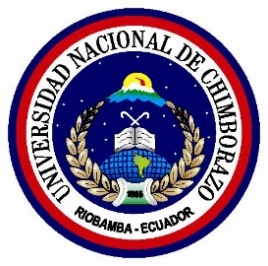 UNIVERSIDAD NACIONAL DE CHIMBORAZO
RIOBAMBA - ECUADOR